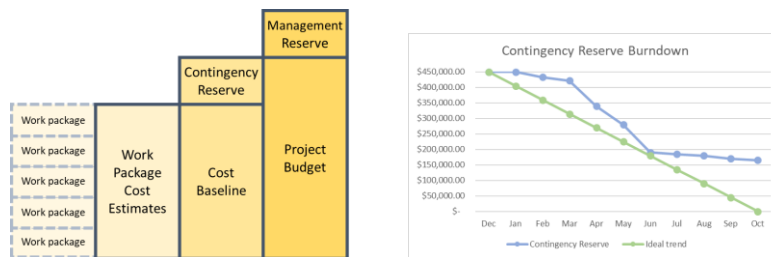 Management
Reserve
Contingency
Reserve
Work package
Work package
Work package
Work package
Work package
Work
Package
Cost
Estimates
Cost
Baseline
Project
Budget
Contingency Reserve Burndown
$450,000.00
$400,000.00
$350,000.00
$300,000.00
$250,000.00
$200,000.00
$150,000.00
$100,000.00
$50,000.00
$-
Dec Jan Feb Mar Apr May Jun Jul Aug Sep Oct
Contingency Reserve Ideal trend